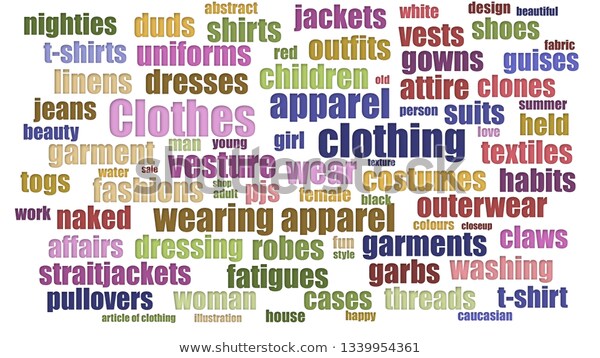 abstract
nighties duds shirts jackets white design beautiful
t-shirts uniforms red outfits vests shoes fabric
linens dresses children old gowns guises
jeans Clothes apparel attire clones
beauty person suits summer
garment man young girl clothing love held
water sale vesture wear texture textiles
togs fashions shop adult pjs female costumes habits
black outerwear
work naked wearing apparel colours closeup
affairs dressing robes fun style garments claws
straitjackets fatigues garbs washing
pullovers woman cases threads t-shirt
article of clothing illustration house happy caucasian
shutterstock
www.shutterstock.com · 1339954361